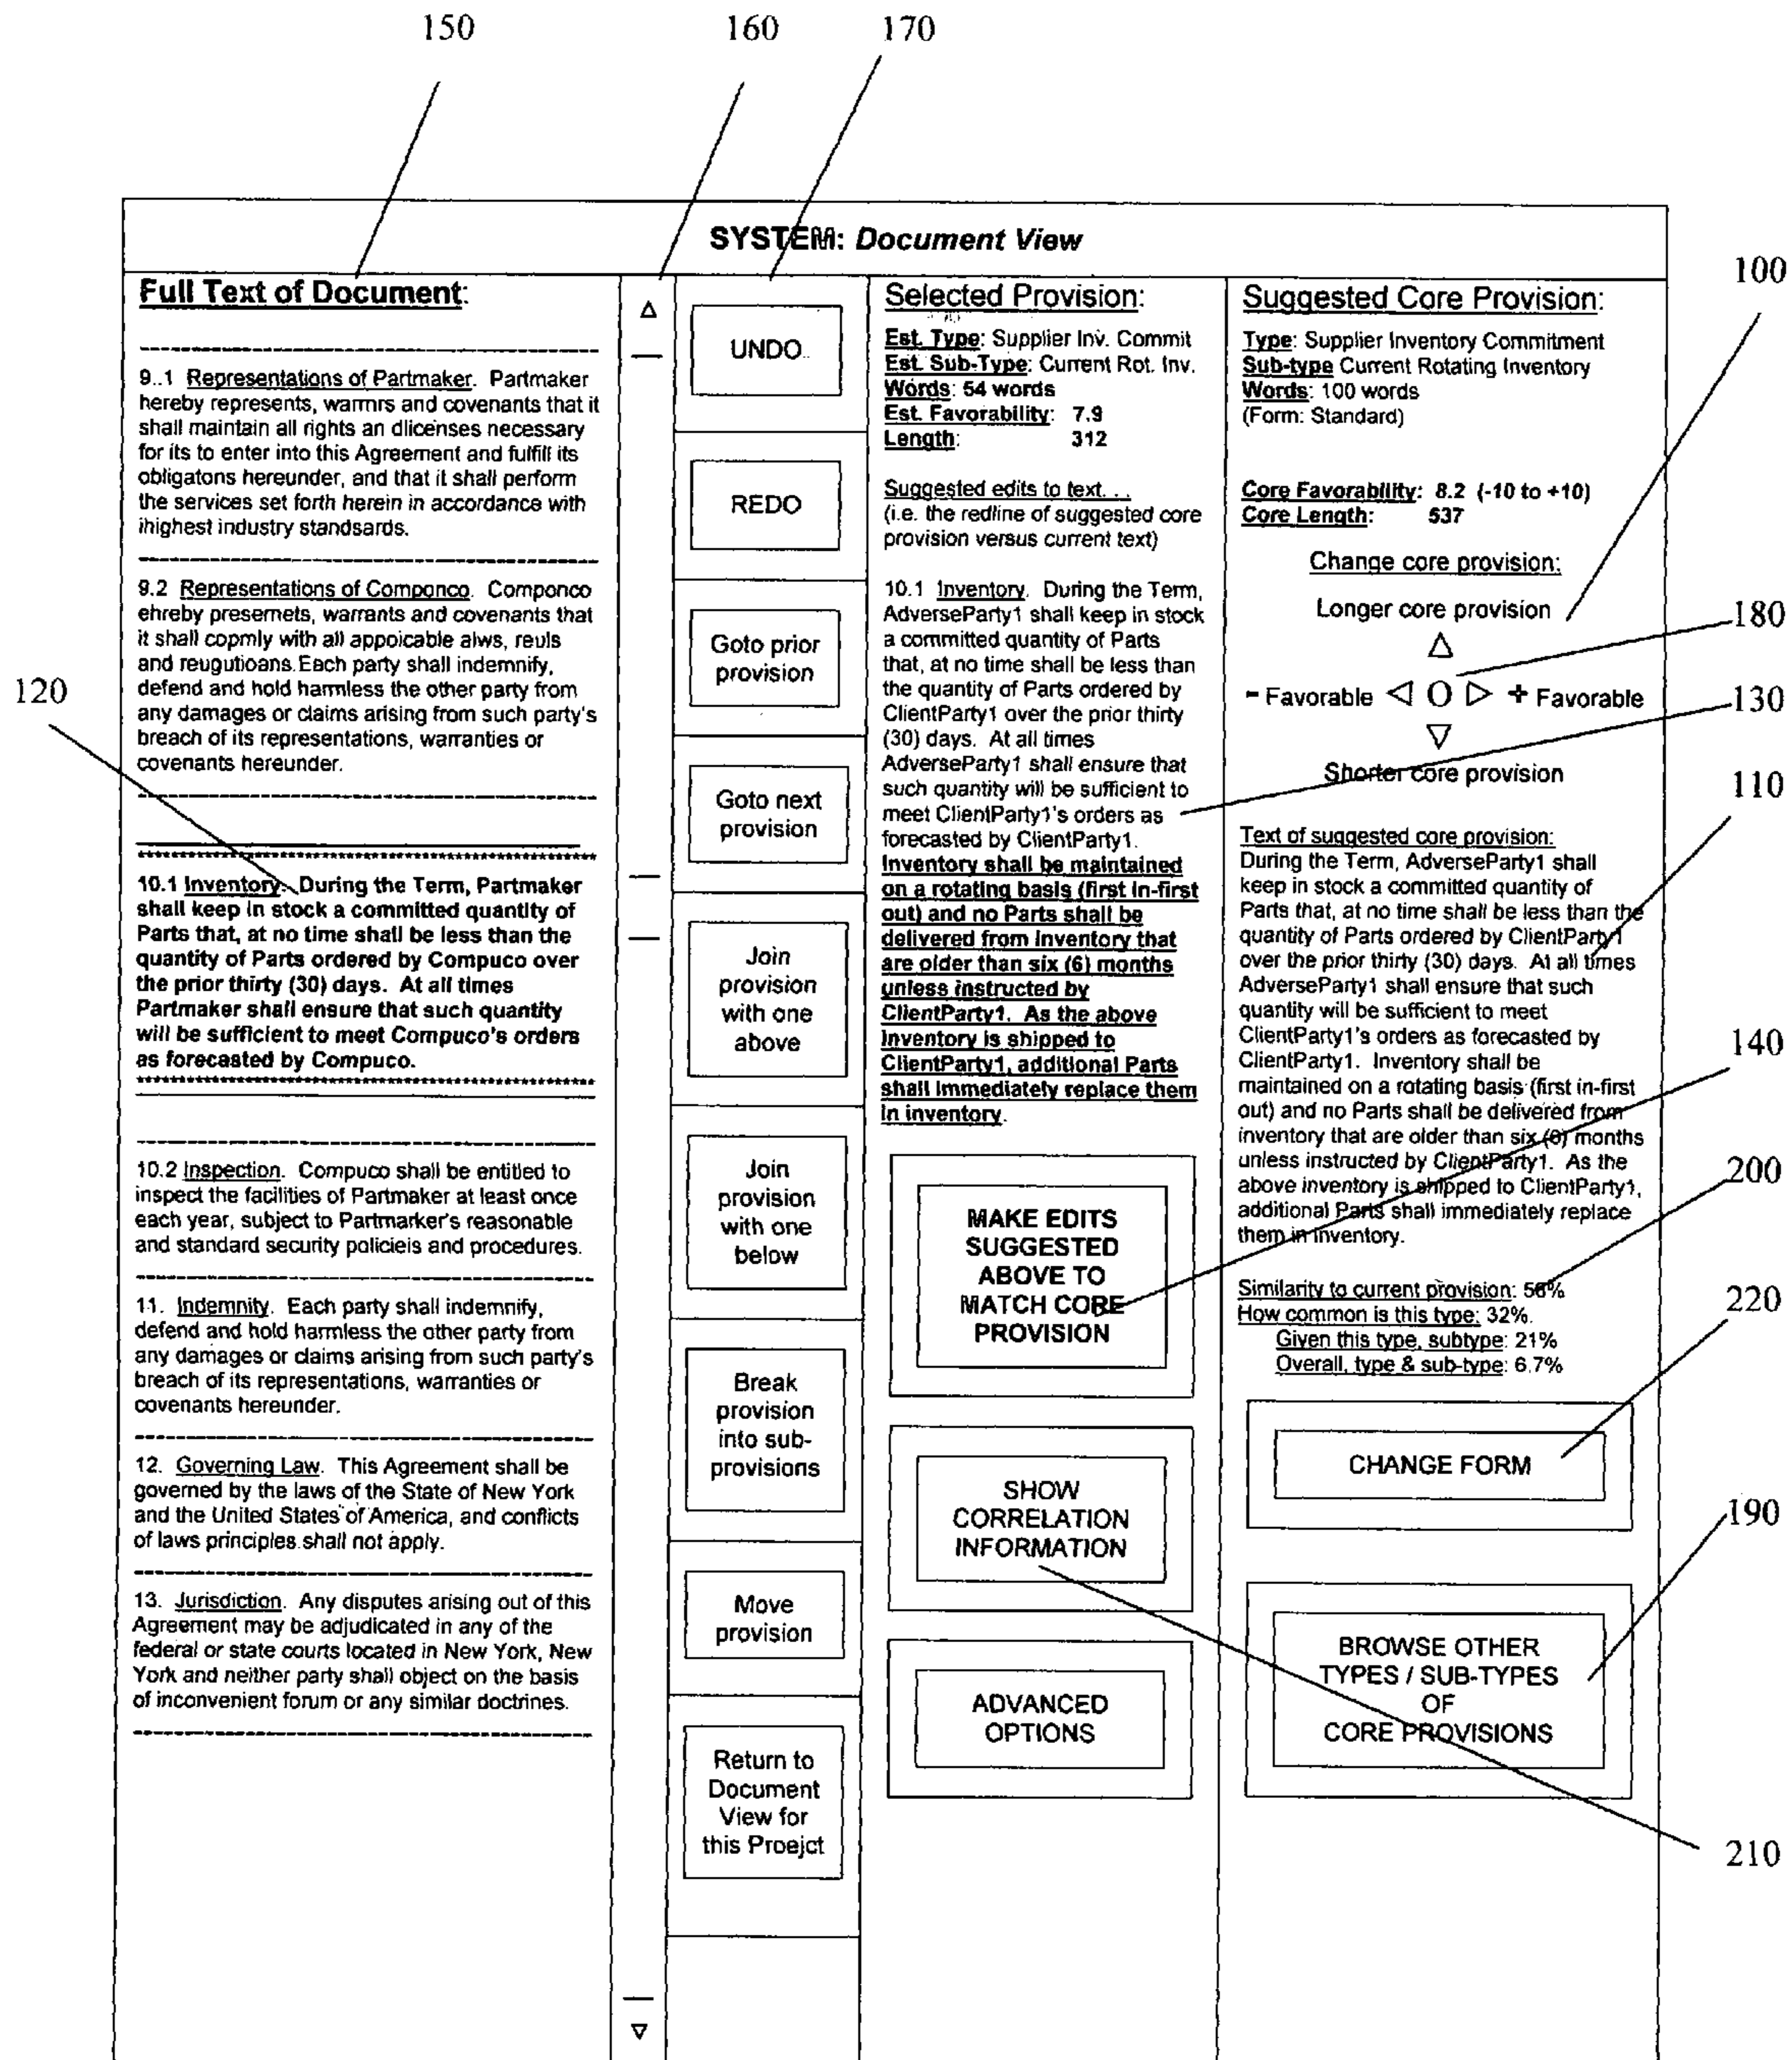 150
160
170
SYSTEM: Document View
Full Text of Document:
9..1 Representations of Partmaker. Partmaker
hereby represents, warmrs and covenants that it
shall maintain all rights an dlicenses necessary
for its to enter into this Agreement and fulfill its
obligatons hereunder, and that it shall perform
the services set forth herein in accordance with
ihighest industry standsards.
9.2 Representations of Componco. Componco
ehreby presemets, warrants and covenants that
it shall copmly with all appoicable alws, reuls
and reugutioans. Each party shall indemnify,
defend and hold harmless the other party from
any damages or claims arising from such party's
breach of its representations, warranties or
covenants hereunder.
120
10.1 Inventory. During the Term, Partmaker
shall keep in stock a committed quantity of
Parts that, at no time shall be less than the
quantity of Parts ordered by Compuco over
the prior thirty (30) days. At all times
Partmaker shall ensure that such quantity
will be sufficient to meet Compuco's orders
as forecasted by Compuco.
10.2 Inspection. Compuco shall be entitled to
inspect the facilities of Partmaker at least once
each year, subject to Partmarker's reasonable
and standard security policieis and procedures.
11. Indemnity. Each party shall indemnify,
defend and hold harmless the other party from
any damages or claims arising from such party's
breach of its representations, warranties or
covenants hereunder.
12. Governing Law. This Agreement shall be
governed by the laws of the State of New York
and the United States of America, and conflicts
of laws principles shall not apply.
13. Jurisdiction. Any disputes arising out of this
Agreement may be adjudicated in any of the
federal or state courts located in New York, New
York and neither party shall object on the basis
of inconvenient forum or any similar doctrines.
UNDO
REDO
Goto prior
provision
Goto next
provision
Join
provision
with one
above
Join
provision
with one
below
Break
provision
into sub-
provisions
Move
provision
Return to
Document
View for
this Proejct
Selected Provision:
Est. Type: Supplier Inv. Commit
Est. Sub-Type: Current Rot. Inv.
Words: 54 words
Est. Favorability: 7.9
Length: 312
Suggested edits to text. . .
(i.e. the redline of suggested core
provision versus current text)
10.1 Inventory. During the Term,
AdverseParty1 shall keep in stock
a committed quantity of Parts
that, at no time shall be less than
the quantity of Parts ordered by
ClientParty1 over the prior thirty
(30) days. At all times
AdverseParty1 shall ensure that
such quantity will be sufficient to
meet ClientParty1's orders as
forecasted by ClientParty1.
Inventory shall be maintained
on a rotating basis (first in-first
out) and no Parts shall be
delivered from inventory that
are older than six (6) months
unless instructed by
ClientParty1. As the above
inventory is shipped to
ClientParty1, additional Parts
shall immediately replace them
in inventory.
MAKE EDITS
SUGGESTED
ABOVE TO
MATCH CORE
PROVISION
SHOW
CORRELATION
INFORMATION
ADVANCED
OPTIONS
Suggested Core Provision:
Type: Supplier Inventory Commitment
Sub-type Current Rotating Inventory
Words: 100 words
(Form: Standard)
Core Favorability: 8.2 (-10 to +10)
Core Length: 537
Change core provision:
Longer core provision
- Favorable O + Favorable
Shorter core provision
Text of suggested core provision:
During the Term, AdverseParty1 shall
keep in stock a committed quantity of
Parts that, at no time shall be less than the
quantity of Parts ordered by ClientParty1
over the prior thirty (30) days. At all times
AdverseParty1 shall ensure that such
quantity will be sufficient to meet
ClientParty1's orders as forecasted by
ClientParty1. Inventory shall be
maintained on a rotating basis (first in-first
out) and no Parts shall be delivered from
inventory that are older than six (6) months
unless instructed by ClientParty1. As the
above inventory is shipped to ClientParty1,
additional Parts shall immediately replace
them in inventory.
Similarity to current provision: 56%
How common is this type: 32%.
Given this type, subtype: 21%
Overall, type & sub-type: 6.7%
CHANGE FORM
BROWSE OTHER
TYPES / SUB-TYPES
OF
CORE PROVISIONS
100
180
130
110
140
200
220
190
210